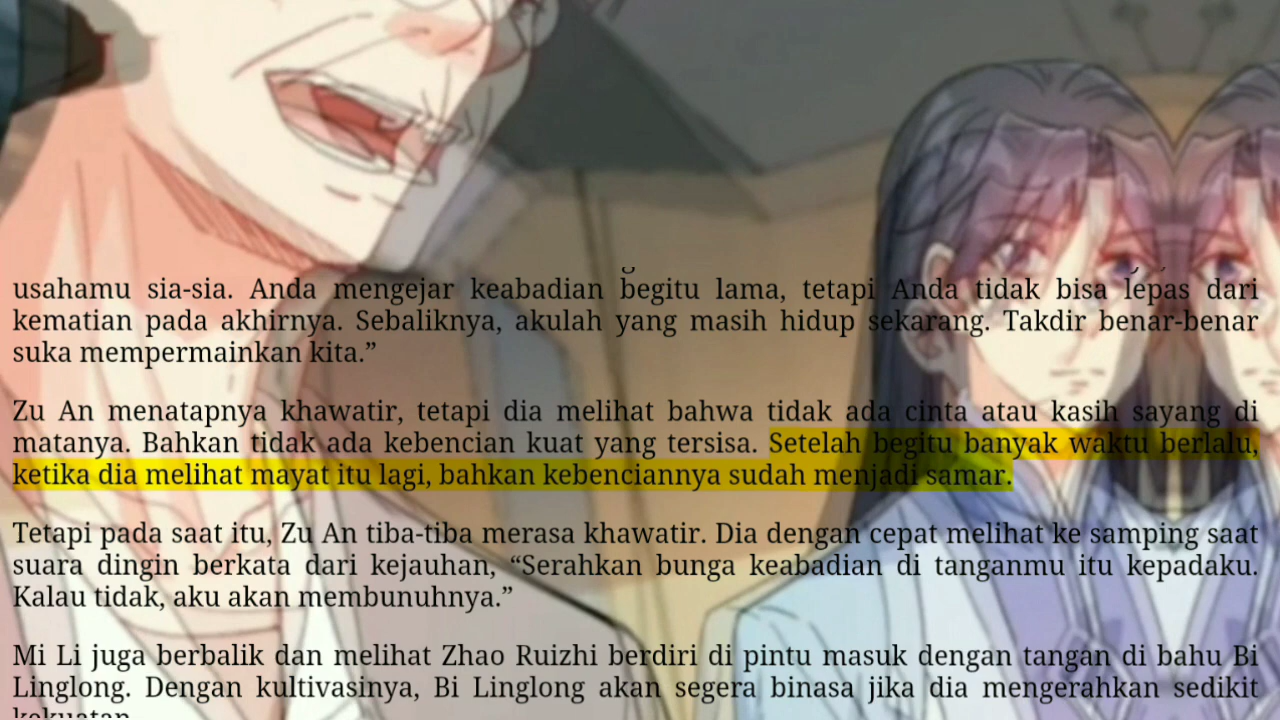 usahamu sia-sia. Anda mengejar keabadian begitu lama, tetapi Anda tidak bisa lepas dari
kematian pada akhirnya. Sebaliknya, akulah yang masih hidup sekarang. Takdir benar-benar
suka mempermainkan kita.”
Zu An menatapnya khawatir, tetapi dia melihat bahwa tidak ada cinta atau kasih sayang di
matanya. Bahkan tidak ada kebencian kuat yang tersisa. Setelah begitu banyak waktu berlalu,
ketika dia melihat mayat itu lagi, bahkan kebenciannya sudah menjadi samar.
Tetapi pada saat itu, Zu An tiba-tiba merasa khawatir. Dia dengan cepat melihat ke samping saat
suara dingin berkata dari kejauhan, “Serahkan bunga keabadian di tanganmu itu kepadaku.
Kalau tidak, aku akan membunuhnya.”
Mi Li juga berbalik dan melihat Zhao Ruizhi berdiri di pintu masuk dengan tangan di bahu Bi
Linglong. Dengan kultivasinya, Bi Linglong akan segera binasa jika dia mengerahkan sedikit